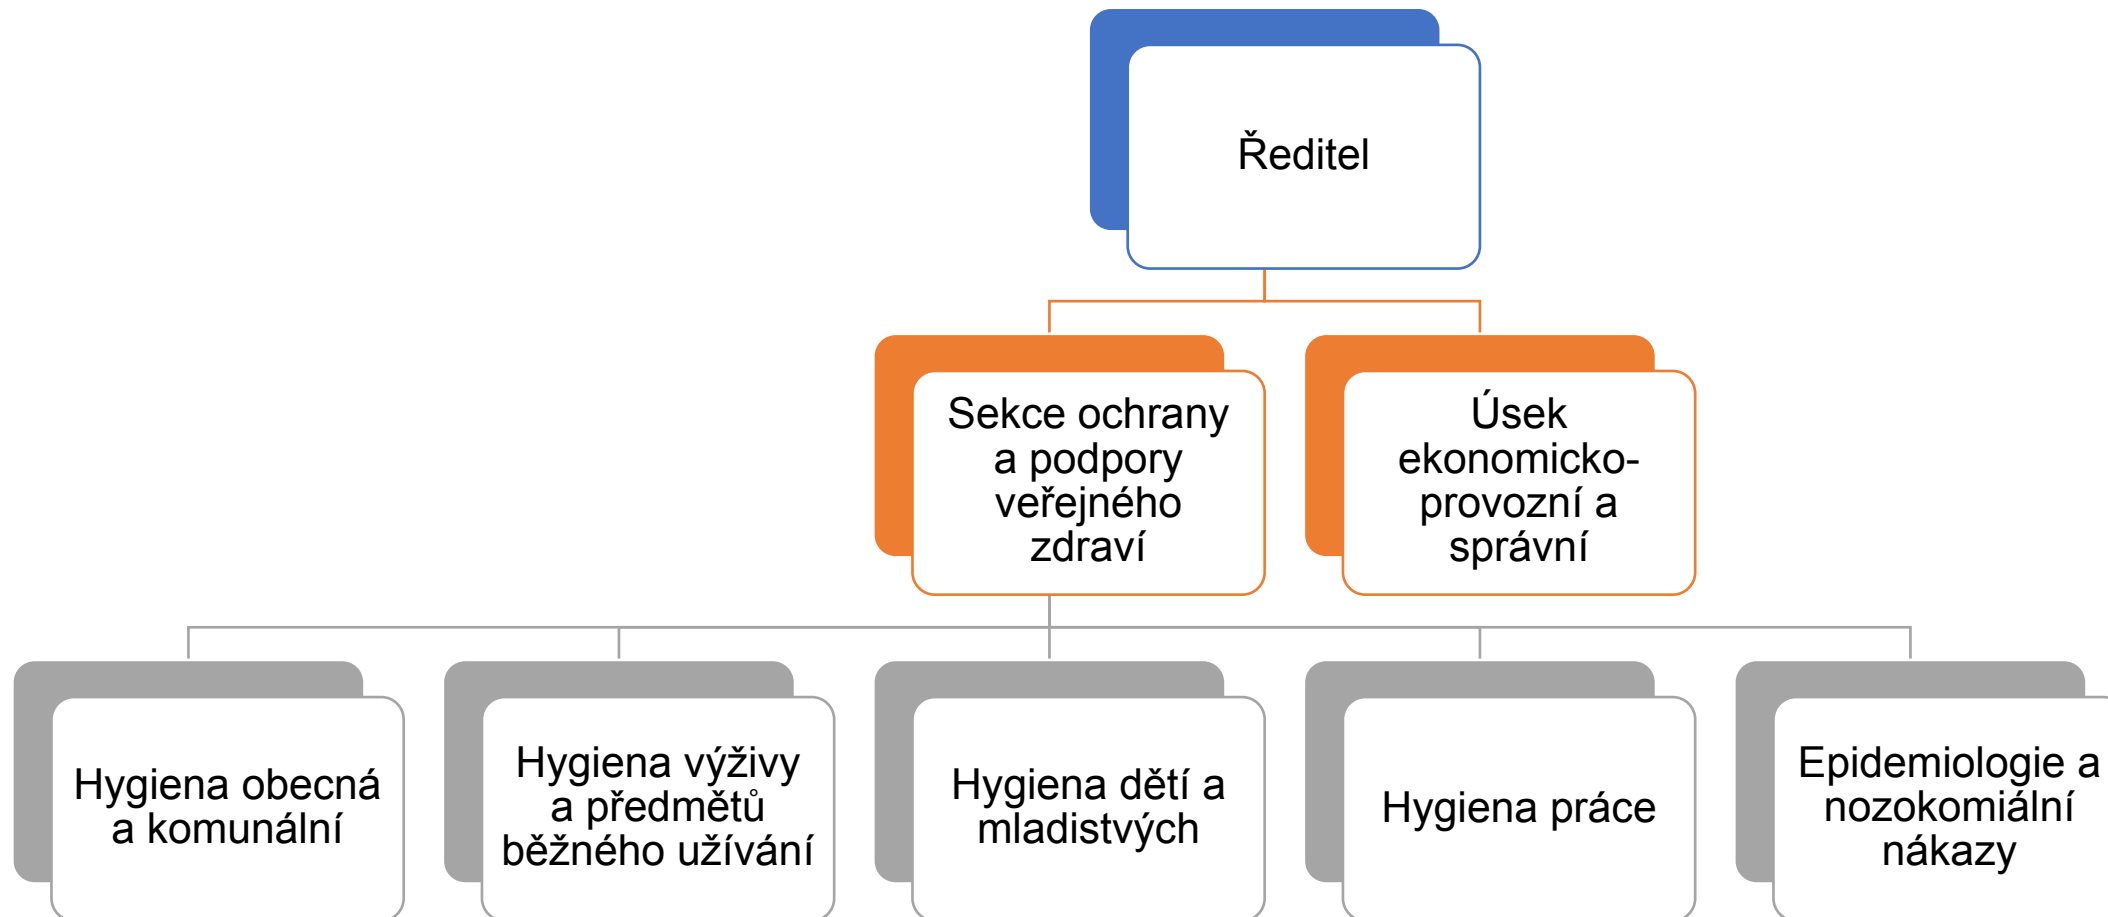 Ředitel
Sekce ochrany
a podpory
veřejného
zdraví
Úsek
ekonomicko-
provozní a
správní
Hygiena obecná
a komunální
Hygiena výživy
a předmětů
běžného užívání
Hygiena dětí a
mladistvých
Hygiena práce
Epidemiologie a
nozokomiální
nákazy